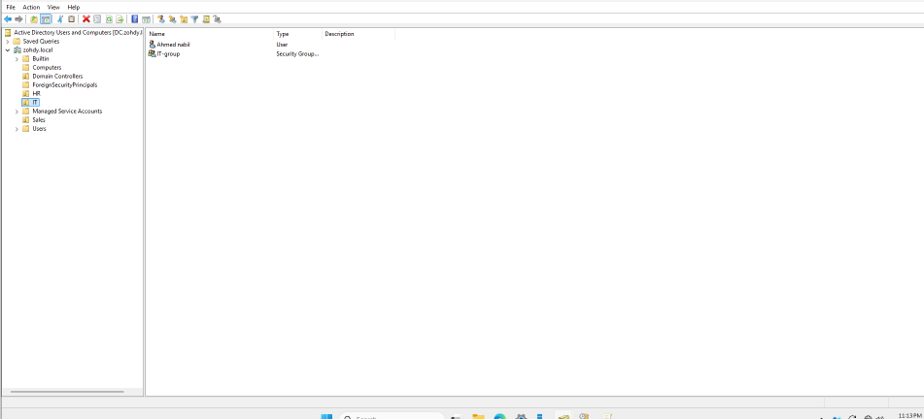 File Action View Help
Active Directory Users and Computers [DC.zohdy.l
Saved Queries
zohdy.local
Builtin
Computers
Domain Controllers
ForeignSecurityPrincipals
HR
IT
Managed Service Accounts
Sales
Users
Name Type Description
Ahmed nabil User
IT-group Security Group...
Search
11:13 PM